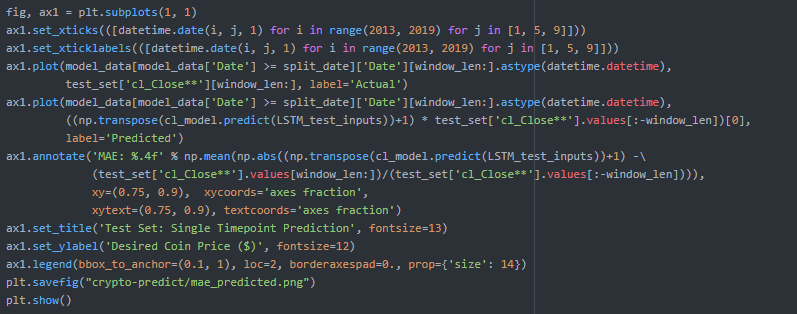 fig, ax1 = plt.subplots(1, 1)
ax1.set_xticks(([datetime.date(i, j, 1) for i in range(2013, 2019) for j in [1, 5, 9]]))
ax1.set_xticklabels(([datetime.date(i, j, 1) for i in range(2013, 2019) for j in [1, 5, 9]]))
ax1.plot(model_data[model_data['Date'] >= split_date]['Date'][window_len:].astype(datetime.datetime),
         test_set['cl_Close**'][window_len:], label='Actual')
ax1.plot(model_data[model_data['Date'] >= split_date]['Date'][window_len:].astype(datetime.datetime),
         ((np.transpose(cl_model.predict(LSTM_test_inputs))+1) * test_set['cl_Close**'].values[:-window_len])[0],
         label='Predicted')
ax1.annotate('MAE: %.4f' % np.mean(np.abs((np.transpose(cl_model.predict(LSTM_test_inputs))+1) -\
             (test_set['cl_Close**'].values[window_len:])/(test_set['cl_Close**'].values[:-window_len]))),
             xy=(0.75, 0.9),  xycoords='axes fraction',
             xytext=(0.75, 0.9), textcoords='axes fraction')
ax1.set_title('Test Set: Single Timepoint Prediction', fontsize=13)
ax1.set_ylabel('Desired Coin Price ($)', fontsize=12)
ax1.legend(bbox_to_anchor=(0.1, 1), loc=2, borderaxespad=0., prop={'size': 14})
plt.savefig("crypto-predict/mae_predicted.png")
plt.show()